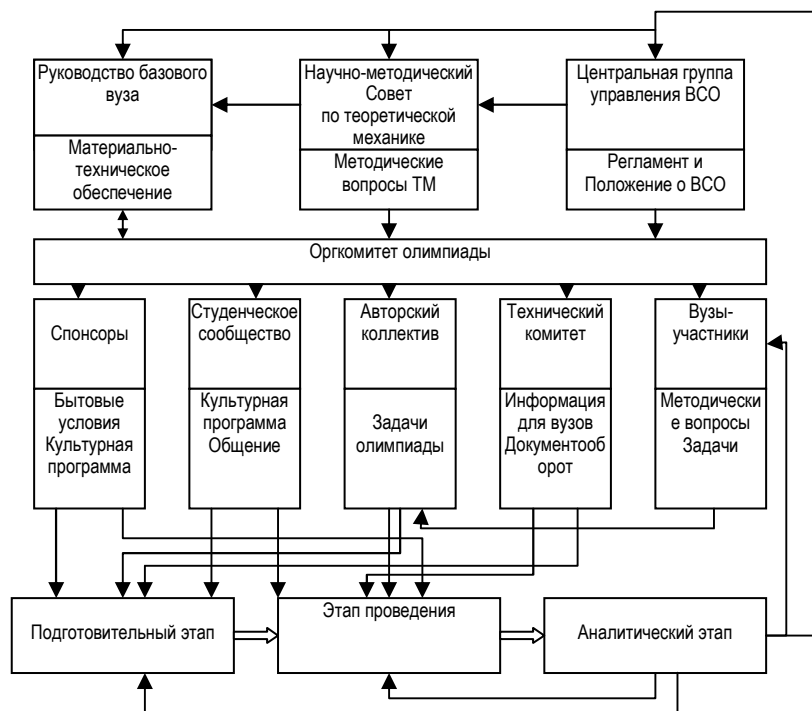 Руководство базового
вуза
Материально-
техническое
обеспечение
Научно-методический
Совет
по теоретической
механике
Методические
вопросы ТМ
Центральная группа
управления ВСО
Регламент и
Положение о ВСО
Оргкомитет олимпиады
Спонсоры
Бытовые
условия
Культурная
программа
Студенческое
сообщество
Культурная
программа
Общение
Авторский
коллектив
Задачи
олимпиады
Технический
комитет
Информация
для вузов
Документооб
орот
Вузы-
участники
Методически
е вопросы
Задачи
Подготовительный этап
Этап проведения
Аналитический этап